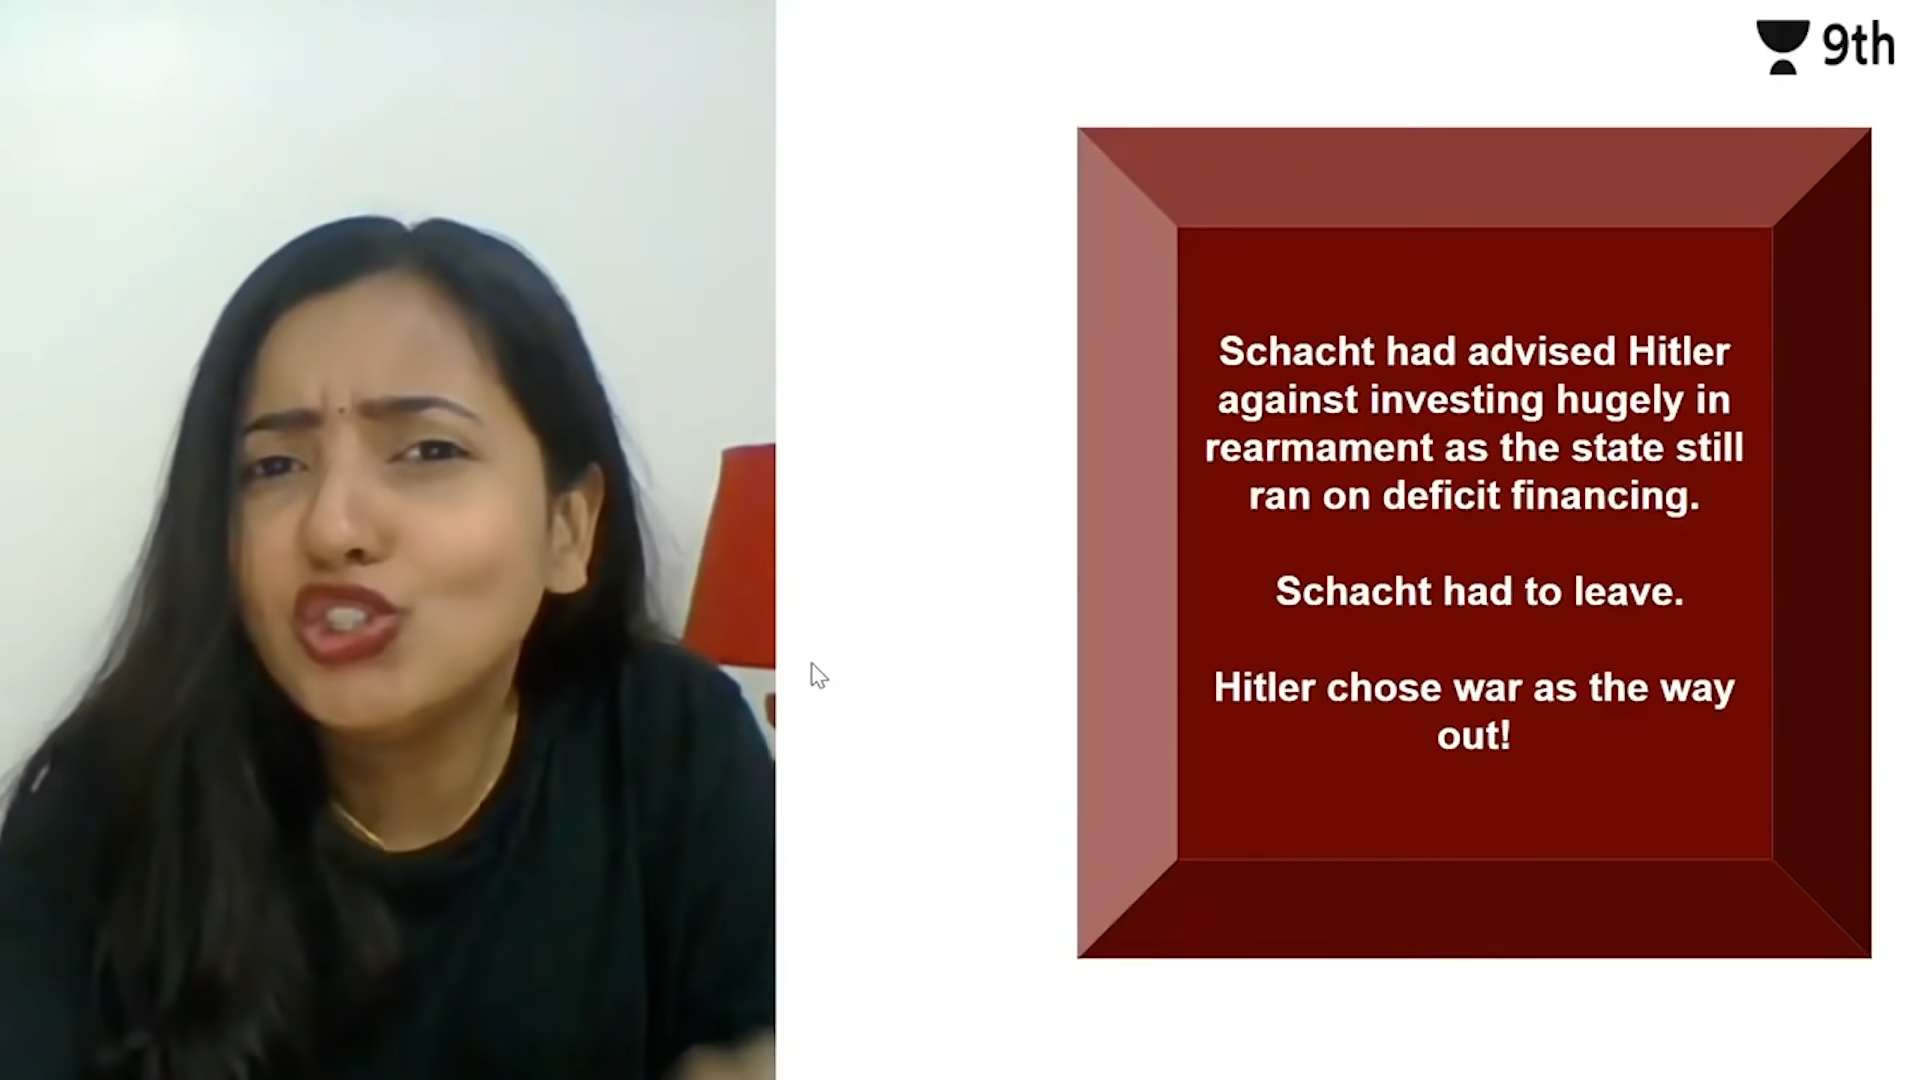 9th
Schacht had advised Hitler
against investing hugely in
rearmament as the state still
ran on deficit financing.
Schacht had to leave.
Hitler chose war as the way
out!